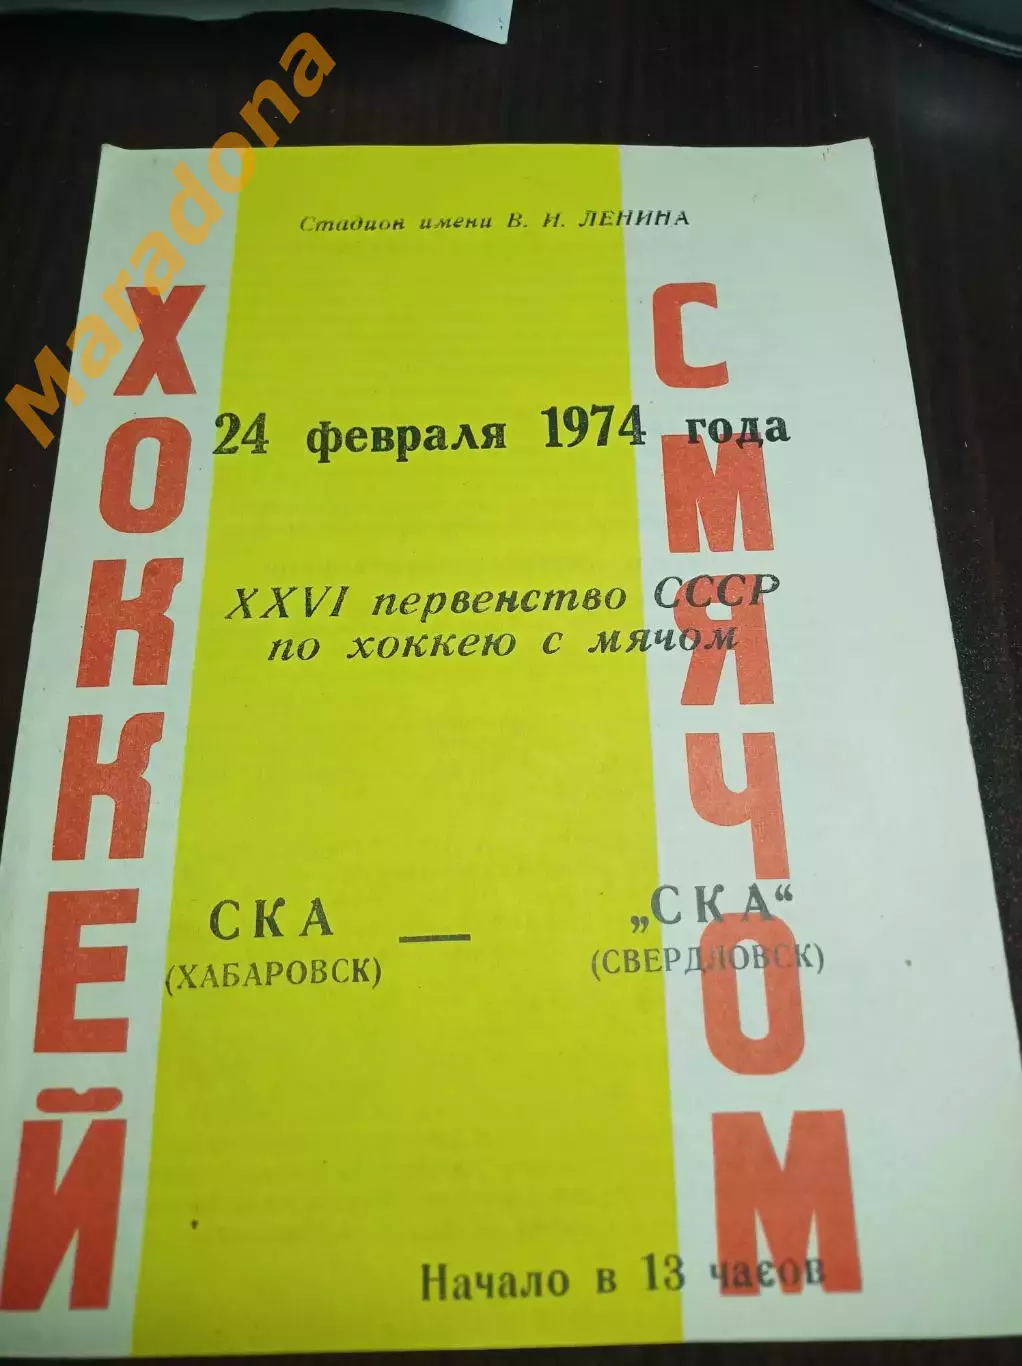 Maradona
Стадион имени В. И. ЛЕНИНА
ХОККЕЙ
С МЯЧОМ
24 февраля 1974 года
XXVI первенство СССР
по хоккею с мячом
СКА — „СКА“
(ХАБАРОВСК) (СВЕРДЛОВСК)
Начало в 13 часов